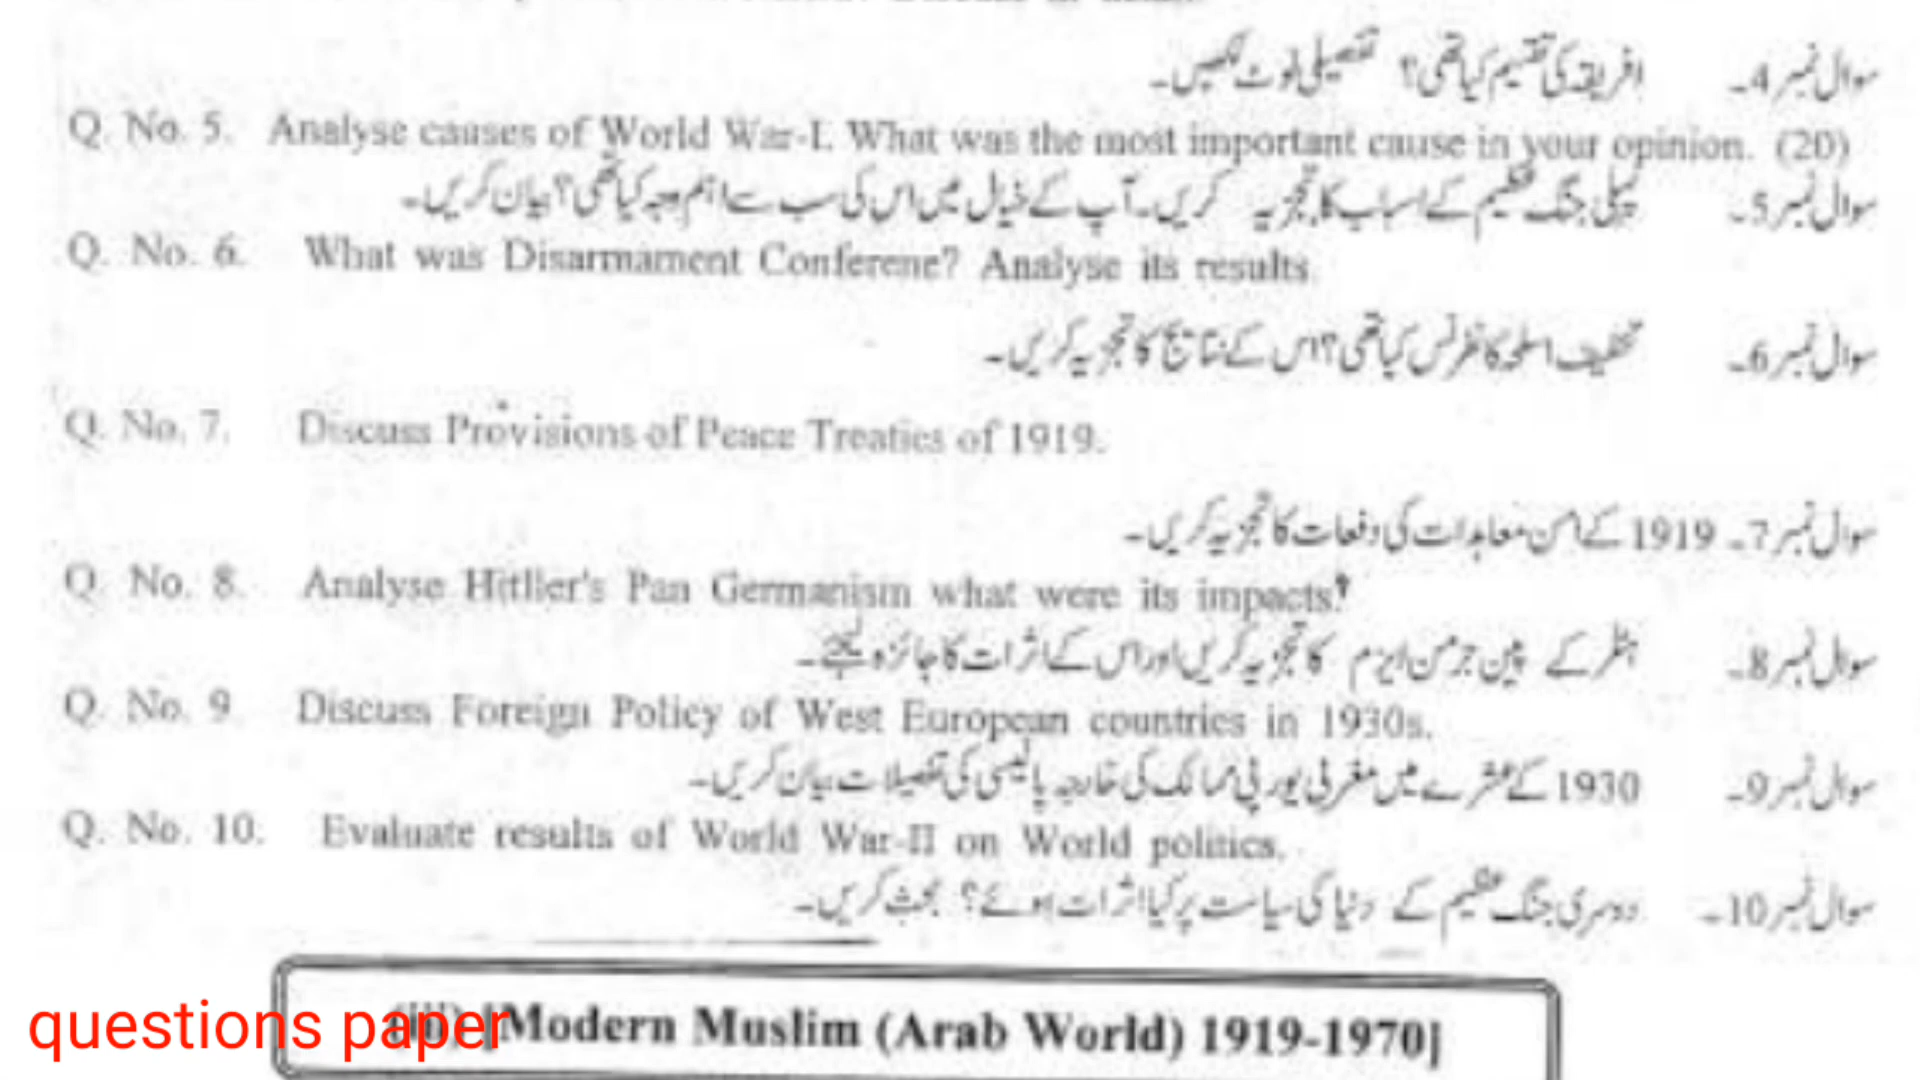 سوال نمبر 4۔ افریقہ کی تقسیم کیا تھی؟ تفصیلی نوٹ لکھیں۔
Q. No. 5. Analyse causes of World War-I. What was the most important cause in your opinion. (20)
سوال نمبر 5۔ پہلی جنگ عظیم کے اسباب کا تجزیہ کریں۔ آپ کے خیال میں اس کی سب سے اہم وجہ کیا تھی؟ بیان کریں۔
Q. No. 6. What was Disarmament Conferene? Analyse its results.
سوال نمبر 6۔ تخفیف اسلحہ کانفرنس کیا تھی؟ اس کے نتائج کا تجزیہ کریں۔
Q. No. 7. Discuss Provisions of Peace Treaties of 1919.
سوال نمبر 7۔ 1919 کے امن معاہدات کی دفعات کا تجزیہ کریں۔
Q. No. 8. Analyse Hitller's Pan Germanism what were its impacts?
سوال نمبر 8۔ ہٹلر کے پین جرمن ایزم کا تجزیہ کریں اور اس کے اثرات کا جائزہ لیجئے۔
Q. No. 9 Discuss Foreign Policy of West European countries in 1930s.
سوال نمبر 9۔ 1930 کے عشرے میں مغربی یورپی ممالک کی خارجہ پالیسی کی تفصیلات بیان کریں۔
Q. No. 10. Evaluate results of World War-II on World politics.
سوال نمبر 10۔ دوسری جنگ عظیم کے دنیا کی سیاست پر کیا اثرات ہوئے؟ بحث کریں۔
(iii) [Modern Muslim (Arab World) 1919-1970]
questions paper